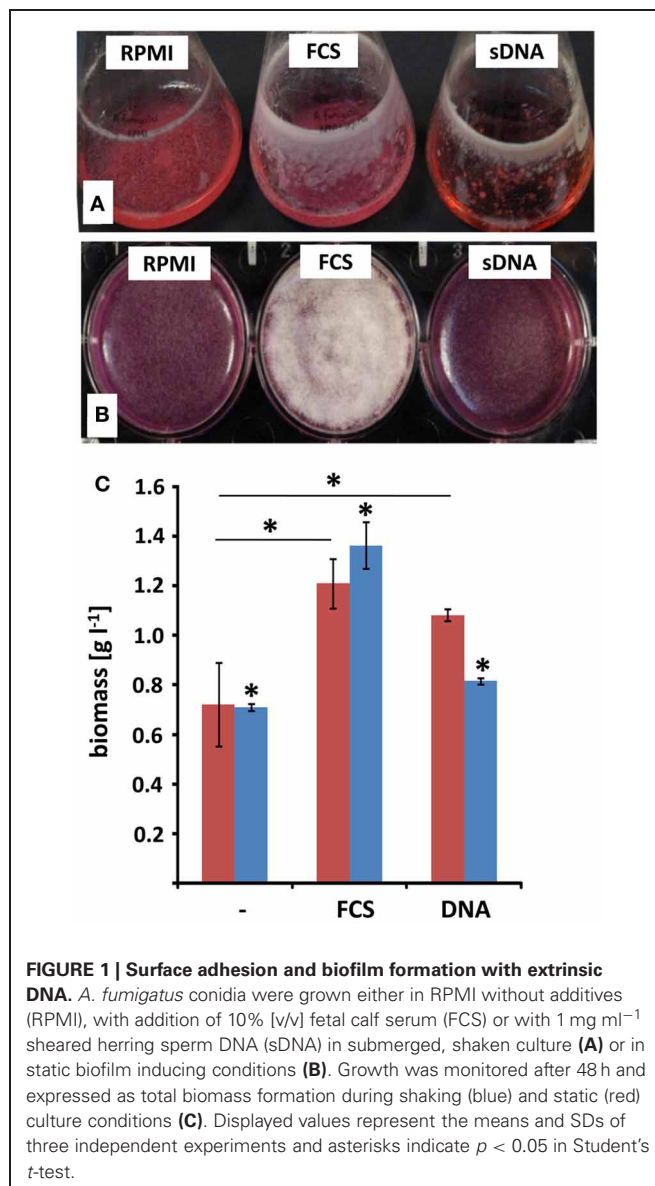 RPMI FCS sDNA
A
1 2 3
RPMI FCS sDNA
B
C
*
*
*
*
*
1.6
1.4
1.2
1.0
0.8
0.6
0.4
0.2
biomass [g l-1]
- FCS DNA
FIGURE 1 | Surface adhesion and biofilm formation with extrinsic
DNA. A. fumigatus conidia were grown either in RPMI without additives
(RPMI), with addition of 10% [v/v] fetal calf serum (FCS) or with 1 mg ml−1
sheared herring sperm DNA (sDNA) in submerged, shaken culture (A) or in
static biofilm inducing conditions (B). Growth was monitored after 48 h and
expressed as total biomass formation during shaking (blue) and static (red)
culture conditions (C). Displayed values represent the means and SDs of
three independent experiments and asterisks indicate p < 0.05 in Student's
t-test.